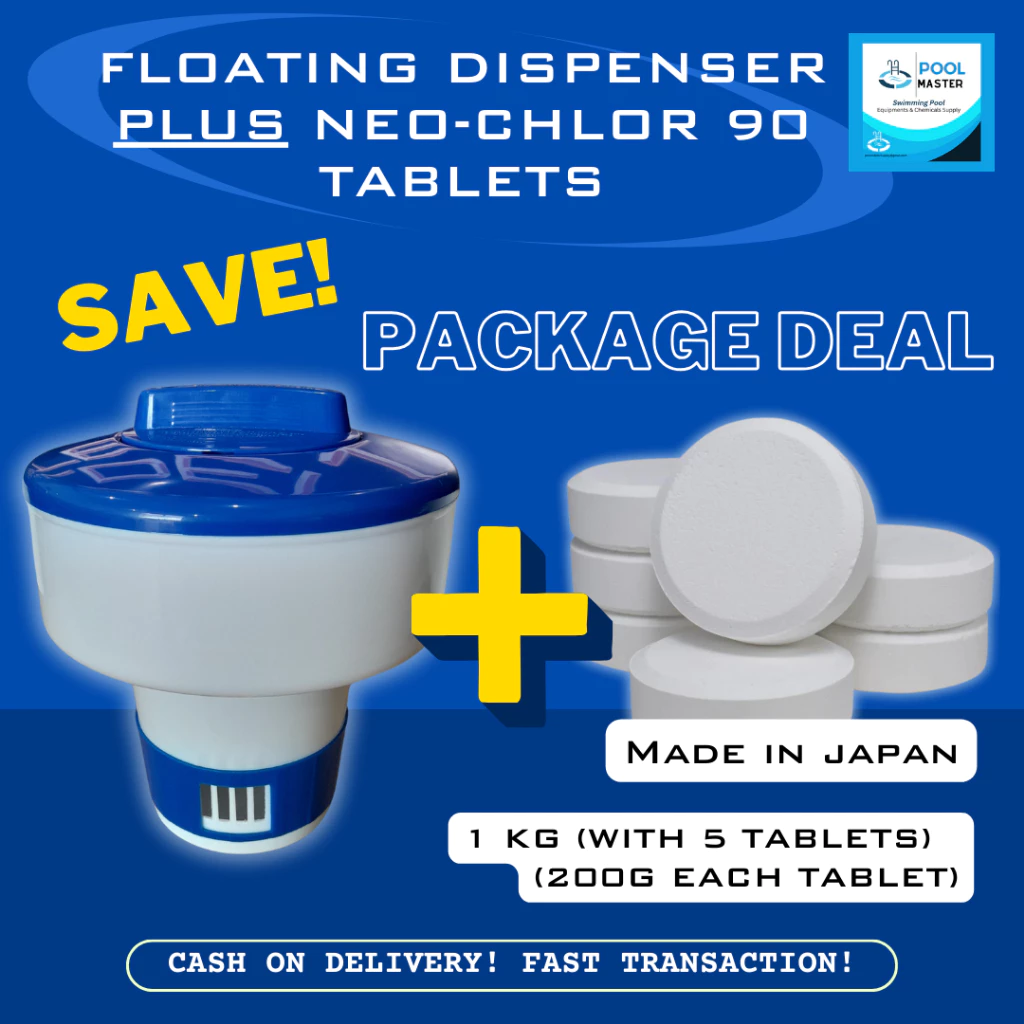 FLOATING DISPENSER
PLUS NEO-CHLOR 90
TABLETS
POOL
MASTER
Swimming Pool
Equipments & Chemicals Supply
SAVE!
PACKAGE DEAL
MADE IN JAPAN
1 KG (WITH 5 TABLETS)
(200G EACH TABLET)
CASH ON DELIVERY! FAST TRANSACTION!